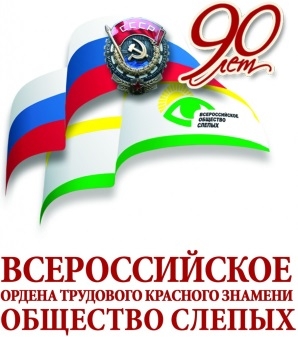 90
лет
ВСЕРОССИЙСКОЕ
ОБЩЕСТВО
СЛЕПЫХ
ВСЕРОССИЙСКОЕ
ОРДЕНА ТРУДОВОГО КРАСНОГО ЗНАМЕНИ
ОБЩЕСТВО СЛЕПЫХ